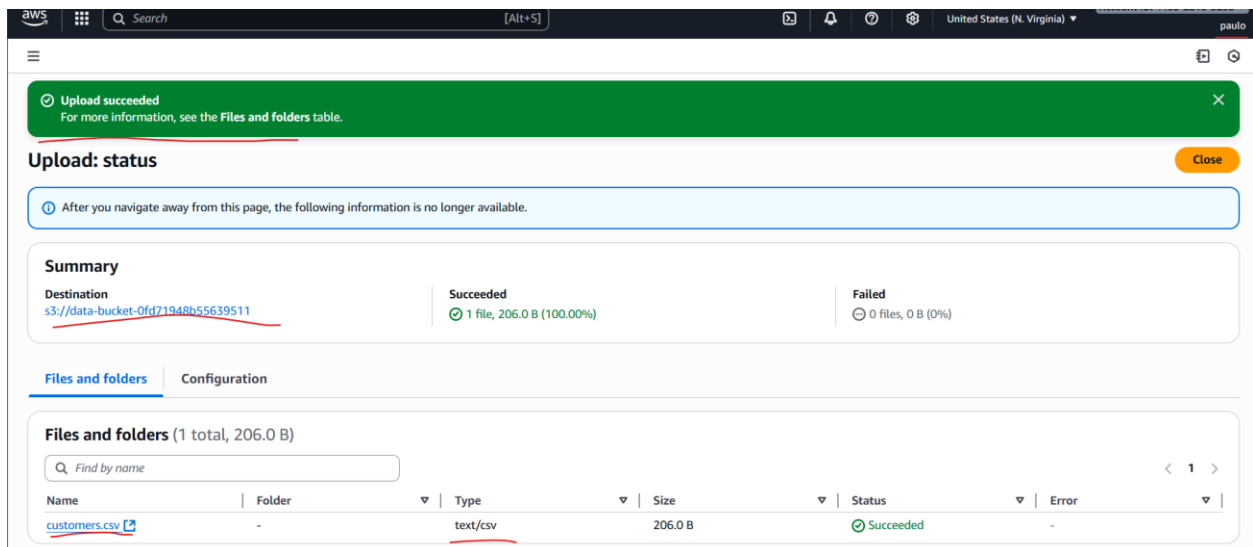 aws Search [Alt+S] United States (N. Virginia)
paulo
Upload succeeded
For more information, see the Files and folders table.
Upload: status
Close
After you navigate away from this page, the following information is no longer available.
Summary
Destination Succeeded Failed
s3://data-bucket-0fd71948b55639511 1 file, 206.0 B (100.00%) 0 files, 0 B (0%)
Files and folders Configuration
Files and folders (1 total, 206.0 B)
Find by name 1
Name Folder Type Size Status Error
customers.csv - text/csv 206.0 B Succeeded -